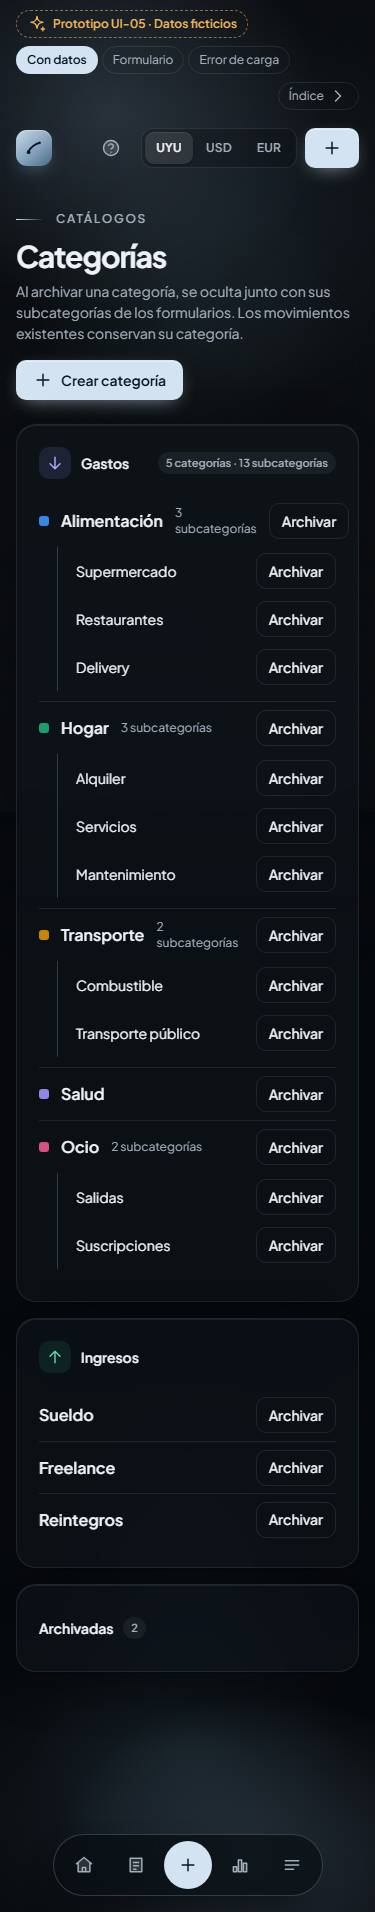 Prototipo UI-05 · Datos ficticios
Con datos
Formulario
Error de carga
Índice
UYU
USD
EUR
CATÁLOGOS
Categorías
Al archivar una categoría, se oculta junto con sus
subcategorías de los formularios. Los movimientos
existentes conservan su categoría.
Crear categoría
Gastos
5 categorías · 13 subcategorías
Alimentación
3
subcategorías
Archivar
Supermercado
Archivar
Restaurantes
Archivar
Delivery
Archivar
Hogar
3 subcategorías
Archivar
Alquiler
Archivar
Servicios
Archivar
Mantenimiento
Archivar
Transporte
2
subcategorías
Archivar
Combustible
Archivar
Transporte público
Archivar
Salud
Archivar
Ocio
2 subcategorías
Archivar
Salidas
Archivar
Suscripciones
Archivar
Ingresos
Sueldo
Archivar
Freelance
Archivar
Reintegros
Archivar
Archivadas
2